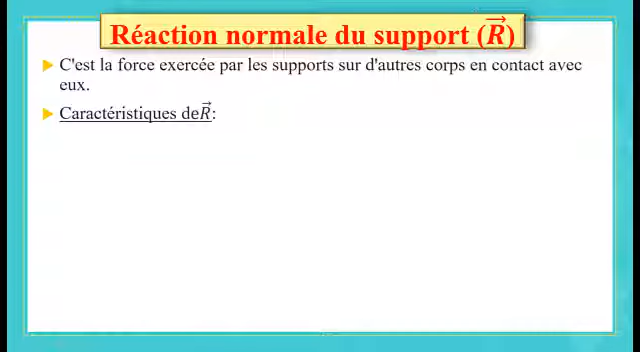 Réaction normale du support (R⃗)
C'est la force exercée par les supports sur d'autres corps en contact avec
eux.
Caractéristiques deR⃗: